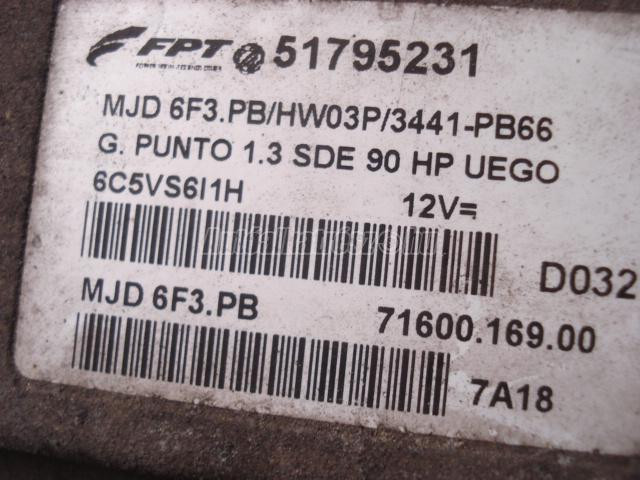 FPT 51795231
MJD 6F3.PB/HW03P/3441-PB66
G. PUNTO 1.3 SDE 90 HP UEGO
6C5VS6I1H 12V=
D032
MJD 6F3.PB 71600.169.00
7A18